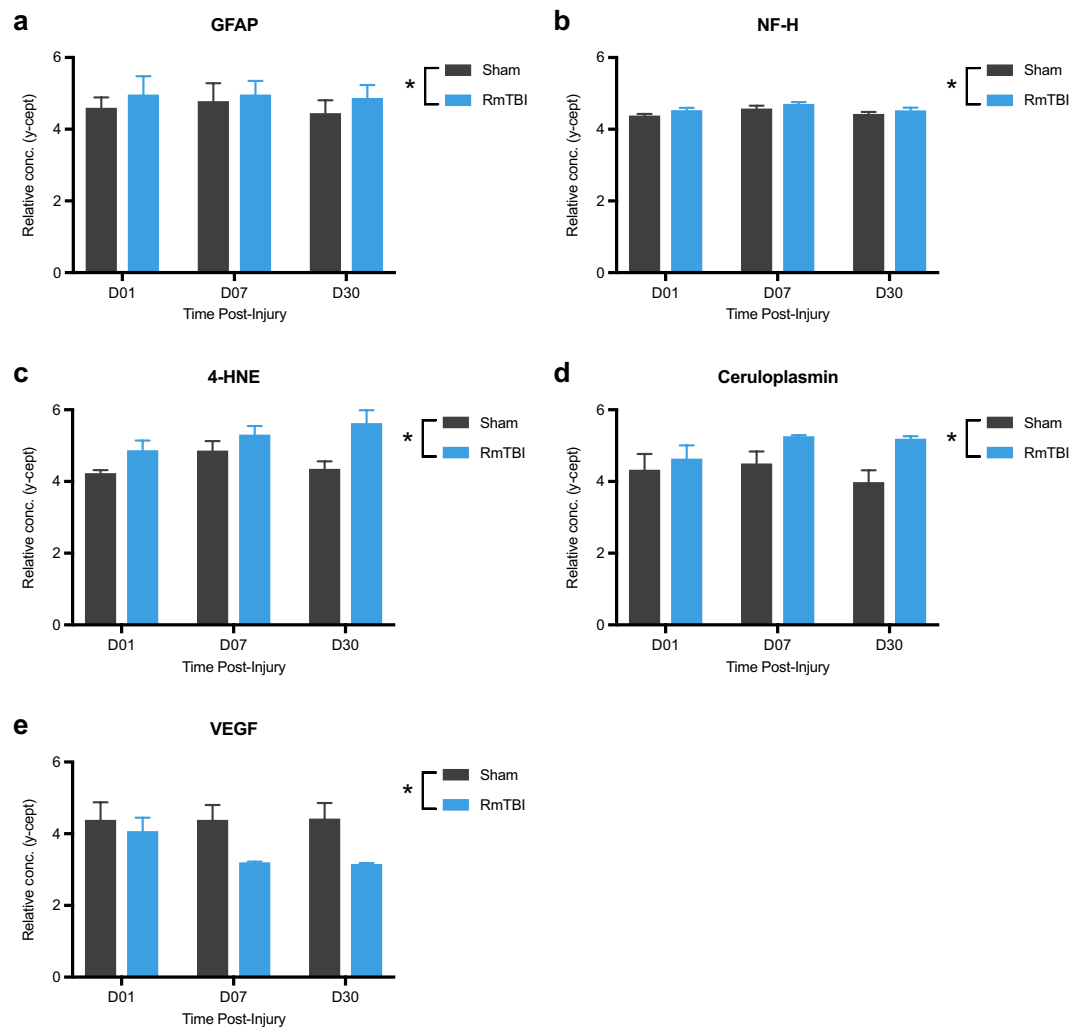 a
GFAP
Relative conc. (y-cept)
6
4
2
0
D01 D07 D30
Time Post-Injury
* Sham
RmTBI
b
NF-H
Relative conc. (y-cept)
6
4
2
0
D01 D07 D30
Time Post-Injury
* Sham
RmTBI
c
4-HNE
Relative conc. (y-cept)
6
4
2
0
D01 D07 D30
Time Post-Injury
* Sham
RmTBI
d
Ceruloplasmin
Relative conc. (y-cept)
6
4
2
0
D01 D07 D30
Time Post-Injury
* Sham
RmTBI
e
VEGF
Relative conc. (y-cept)
6
4
2
0
D01 D07 D30
Time Post-Injury
* Sham
RmTBI